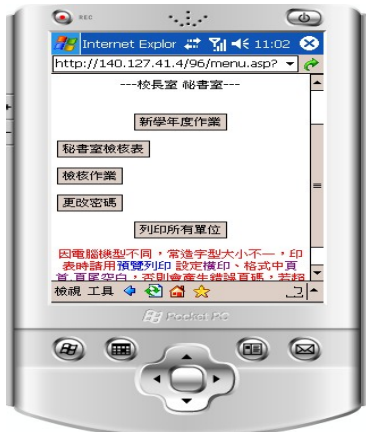 REC
Internet Explor 11:02
http://140.127.41.4/96/menu.asp?
---校長室 祕書室---
新學年度作業
秘書室檢核表
檢核作業
更改密碼
列印所有單位
因電腦機型不同，常造字型大小不一，印
表時請用預覽列印 設定橫印、格式中頁
首,頁尾空白，否則會產生錯誤頁碼，若超
檢視 工具
Pocket PC